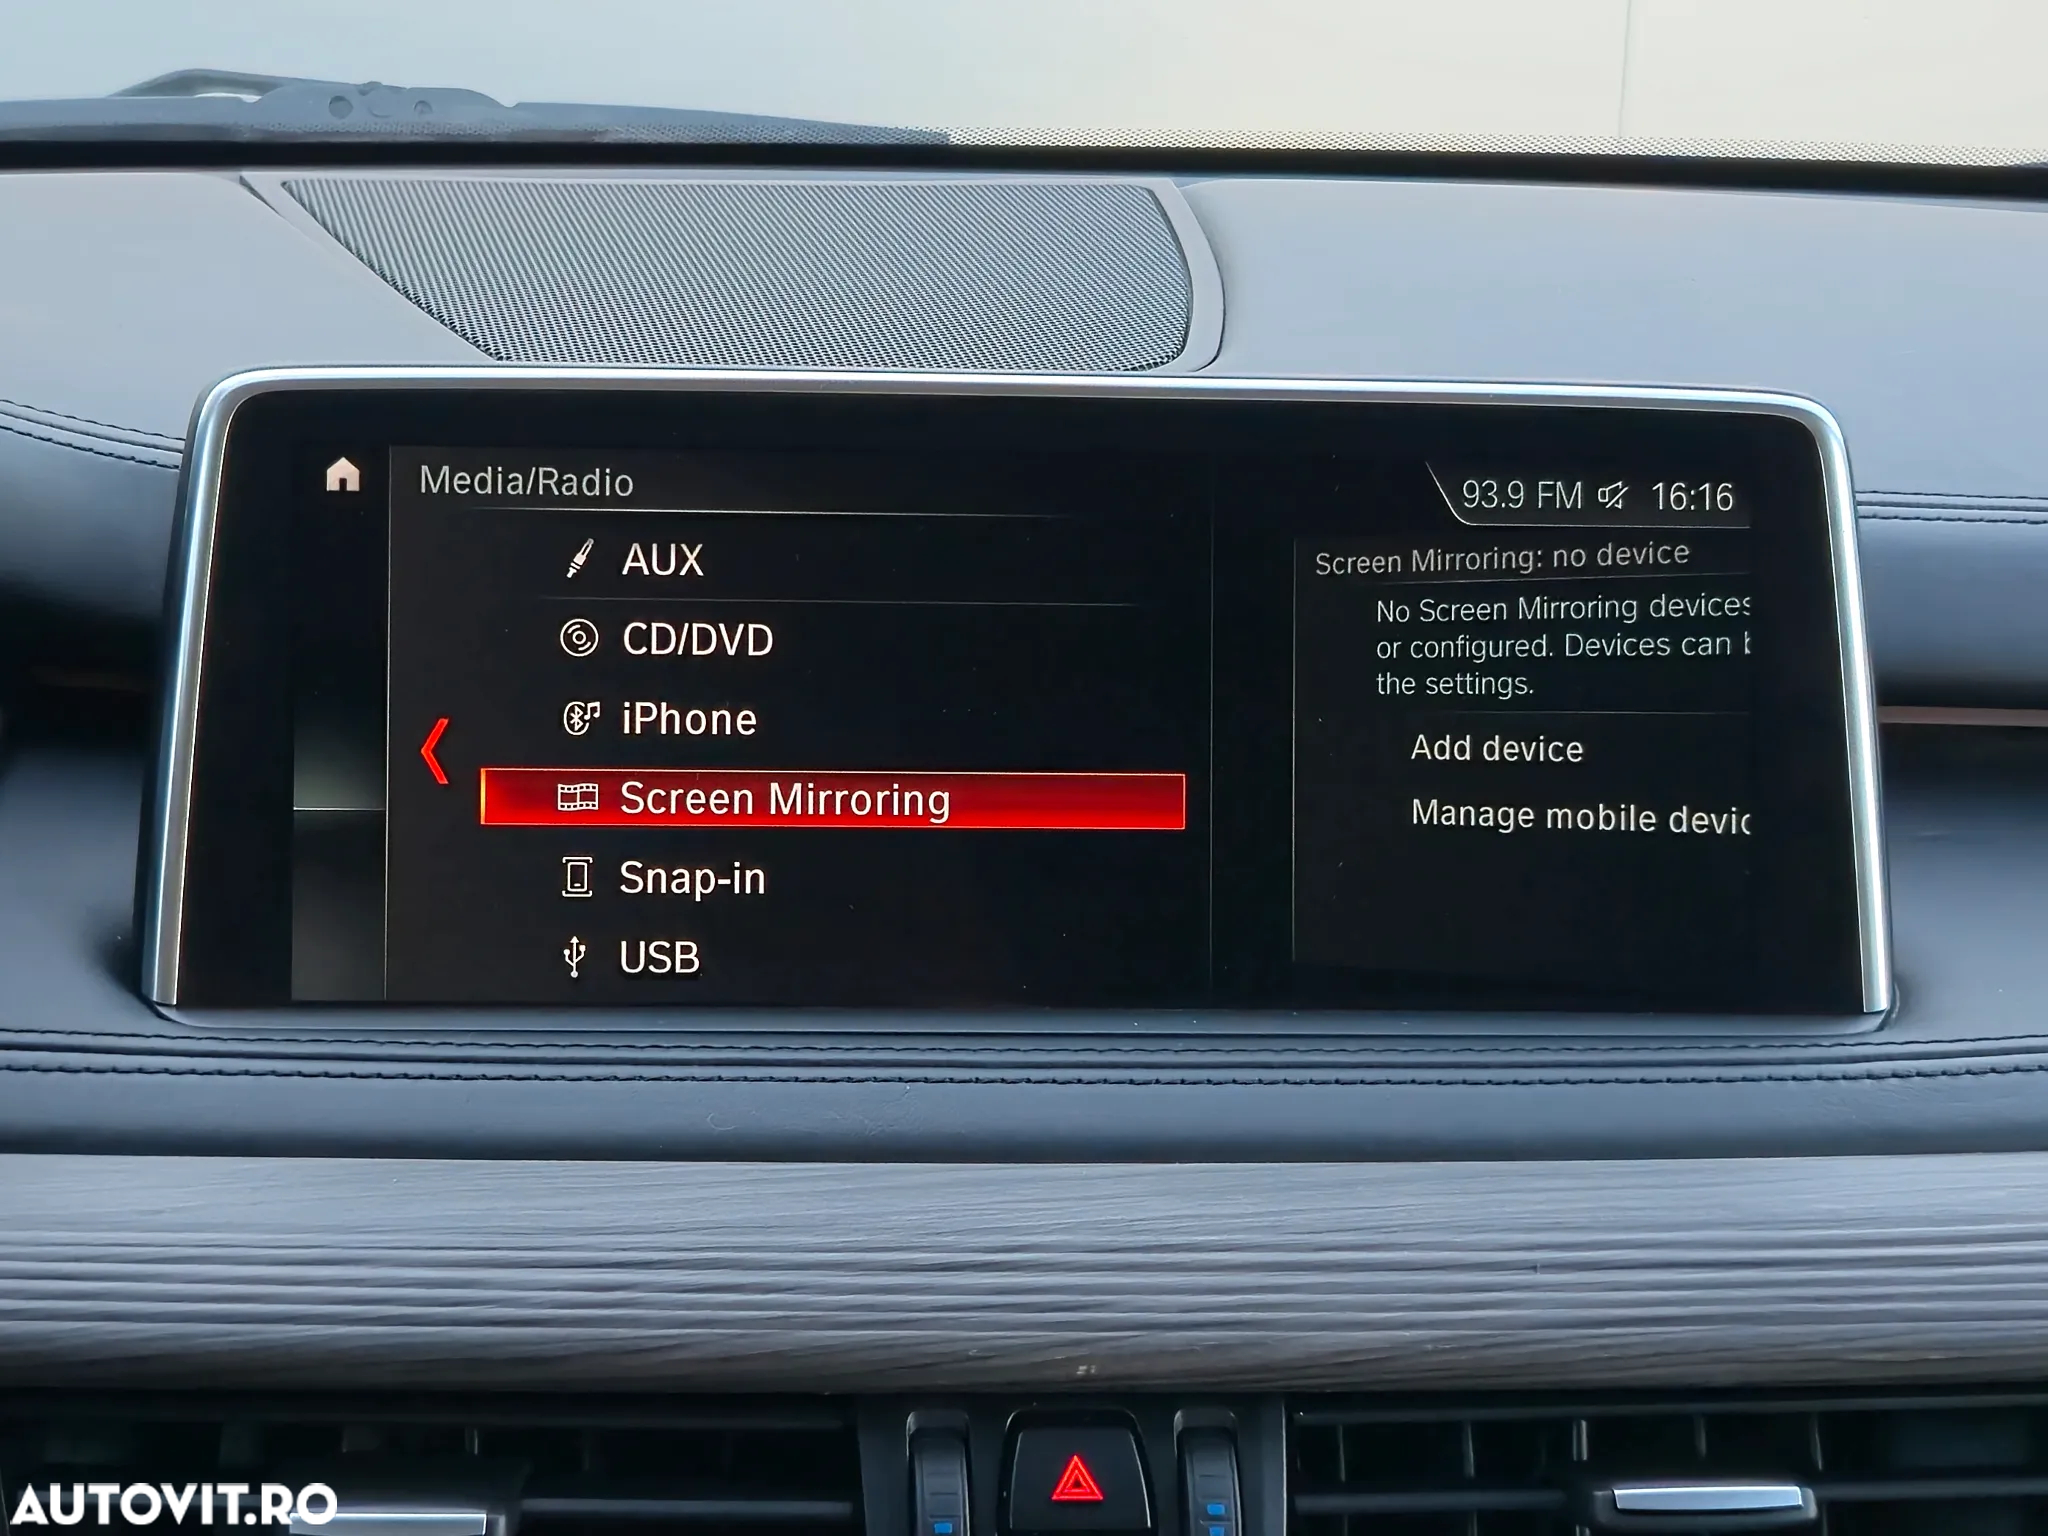 Media/Radio
93.9 FM 16:16
AUX
CD/DVD
iPhone
Screen Mirroring
Snap-in
USB
Screen Mirroring: no device
No Screen Mirroring devices
or configured. Devices can
the settings.
Add device
Manage mobile
AUTOVIT.RO